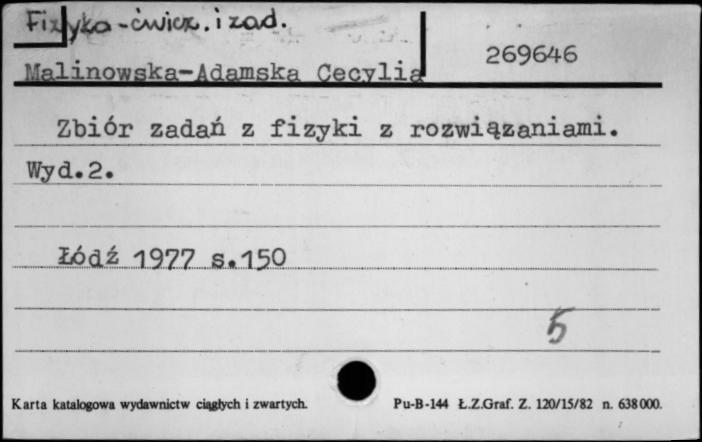 Fizyka-ćwicz. i zad.
269646
Malinowska-Adamska Cecylia
Zbiór zadań z fizyki z rozwiązaniami.
Wyd.2.
Łódź 1977 s.150
5
Karta katalogowa wydawnictw ciągłych i zwartych.
Pu-B-144 Ł.Z.Graf. Z. 120/15/82 n. 638000.